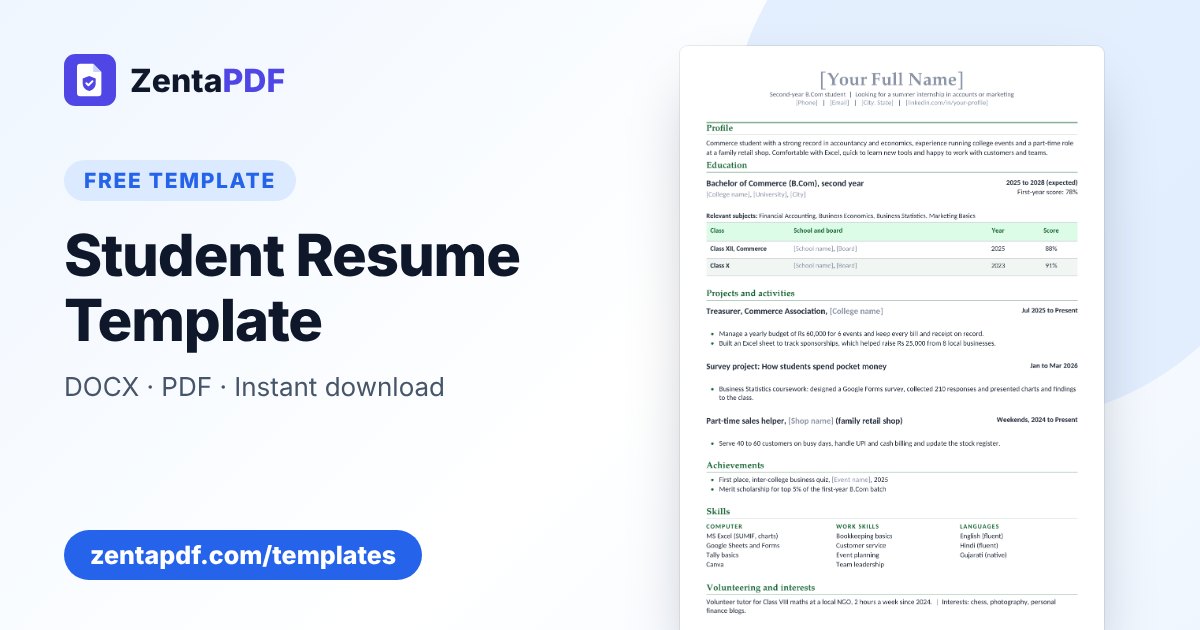 ZentaPDF
FREE TEMPLATE
Student Resume
Template
DOCX · PDF · Instant download
zentapdf.com/templates
[Your Full Name]
Second-year B.Com student | Looking for a summer internship in accounts or marketing
[Phone] | [Email] | [City, State] | [linkedin.com/in/your-profile]
Profile
Commerce student with a strong record in accountancy and economics, experience running college events and a part-time role
at a family retail shop. Comfortable with Excel, quick to learn new tools and happy to work with customers and teams.
Education
Bachelor of Commerce (B.Com), second year 2025 to 2028 (expected)
[College name], [University], [City] First-year score: 78%
Relevant subjects: Financial Accounting, Business Economics, Business Statistics, Marketing Basics
Class School and board Year Score
Class XII, Commerce [School name], [Board] 2025 88%
Class X [School name], [Board] 2023 91%
Projects and activities
Treasurer, Commerce Association, [College name] Jul 2025 to Present
• Manage a yearly budget of Rs 60,000 for 6 events and keep every bill and receipt on record.
• Built an Excel sheet to track sponsorships, which helped raise Rs 25,000 from 8 local businesses.
Survey project: How students spend pocket money Jan to Mar 2026
• Business Statistics coursework: designed a Google Forms survey, collected 210 responses and presented charts and findings
to the class.
Part-time sales helper, [Shop name] (family retail shop) Weekends, 2024 to Present
• Serve 40 to 60 customers on busy days, handle UPI and cash billing and update the stock register.
Achievements
• First place, inter-college business quiz, [Event name], 2025
• Merit scholarship for top 5% of the first-year B.Com batch
Skills
COMPUTER WORK SKILLS LANGUAGES
MS Excel (SUMIF, charts) Bookkeeping basics English (fluent)
Google Sheets and Forms Customer service Hindi (fluent)
Tally basics Event planning Gujarati (native)
Canva Team leadership
Volunteering and interests
Volunteer tutor for Class VIII maths at a local NGO, 2 hours a week since 2024. | Interests: chess, photography, personal
finance blogs.